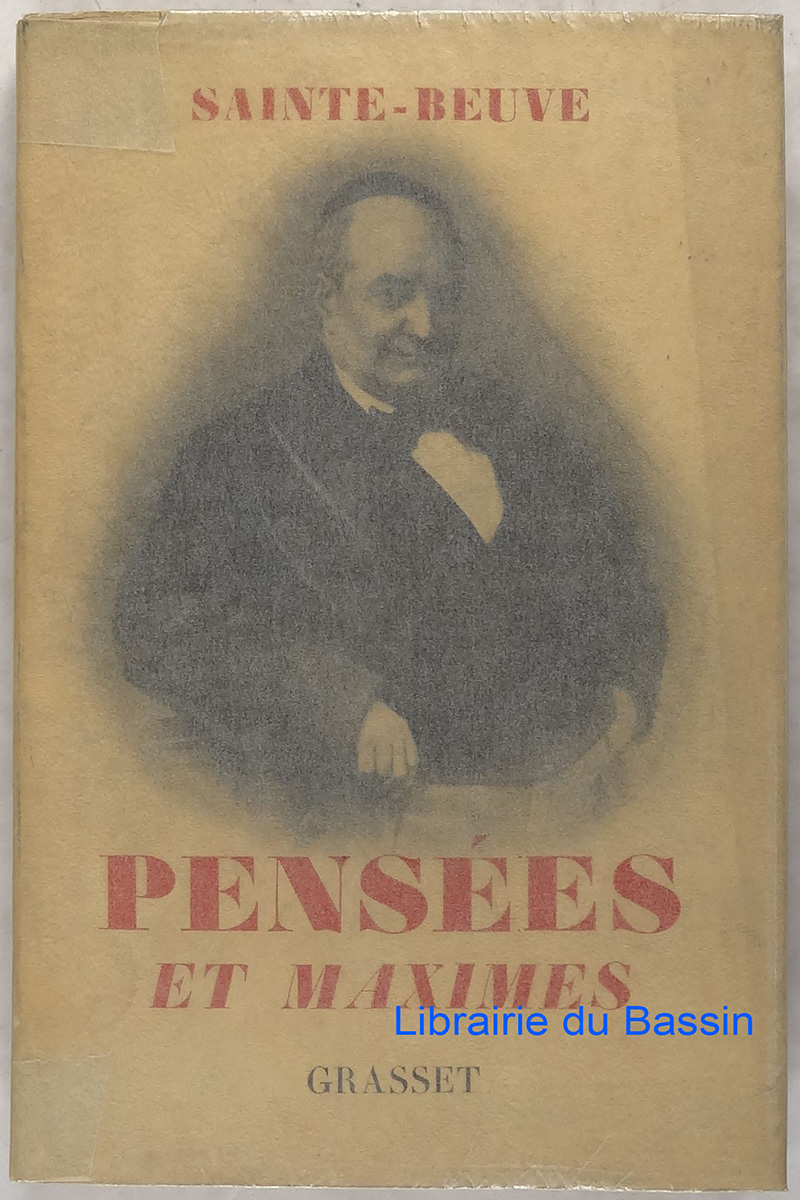 SAINTE-BEUVE
PENSÉES
ET MAXIMES
Librairie du Bassin
GRASSET